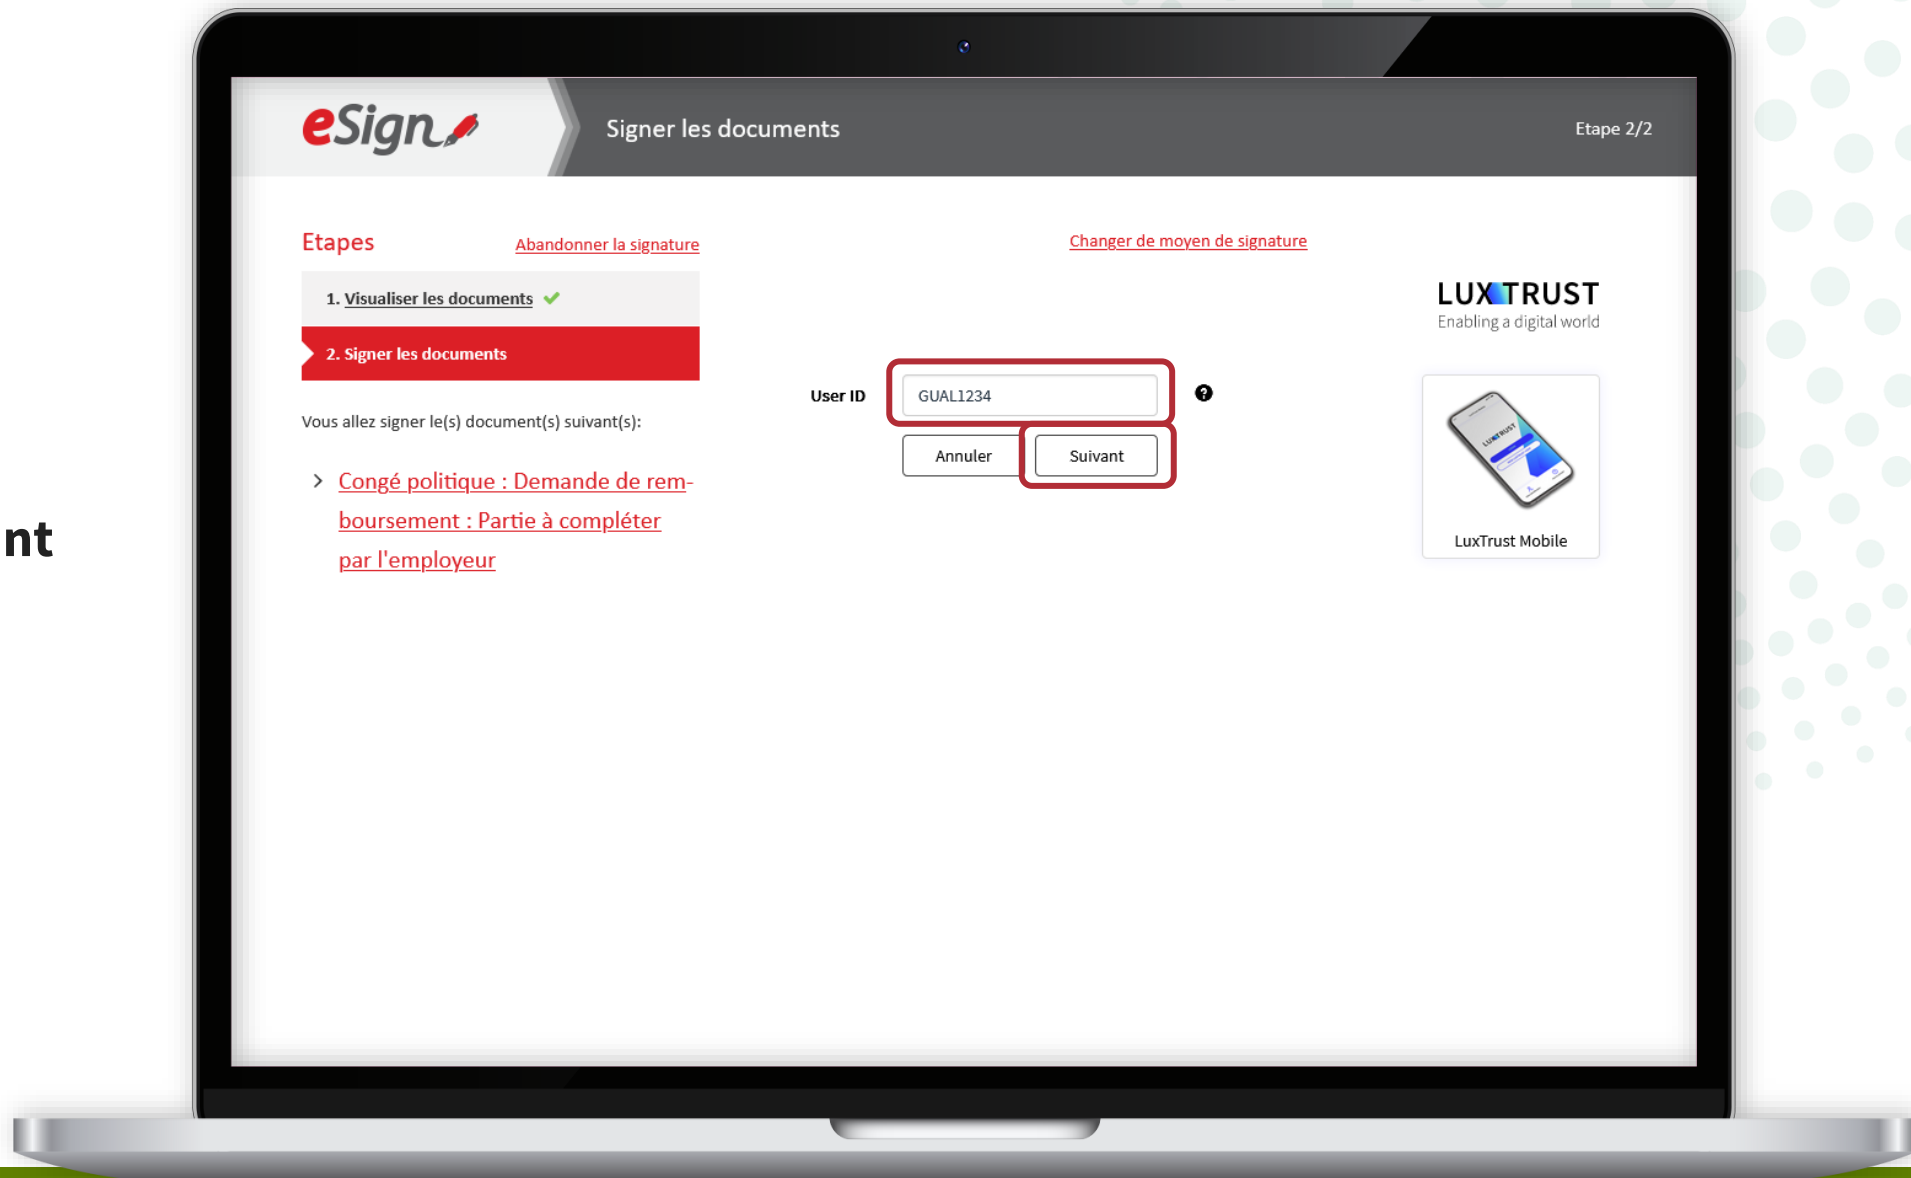 eSign
Signer les documents
Etape 2/2
Etapes
Abandonner la signature
1. Visualiser les documents
2. Signer les documents
Vous allez signer le(s) document(s) suivant(s):
Congé politique : Demande de rem-
boursement : Partie à compléter
par l'employeur
Changer de moyen de signature
User ID
GUAL1234
?
Annuler
Suivant
LUXTRUST
Enabling a digital world
LUXTRUST
LuxTrust Mobile
nt